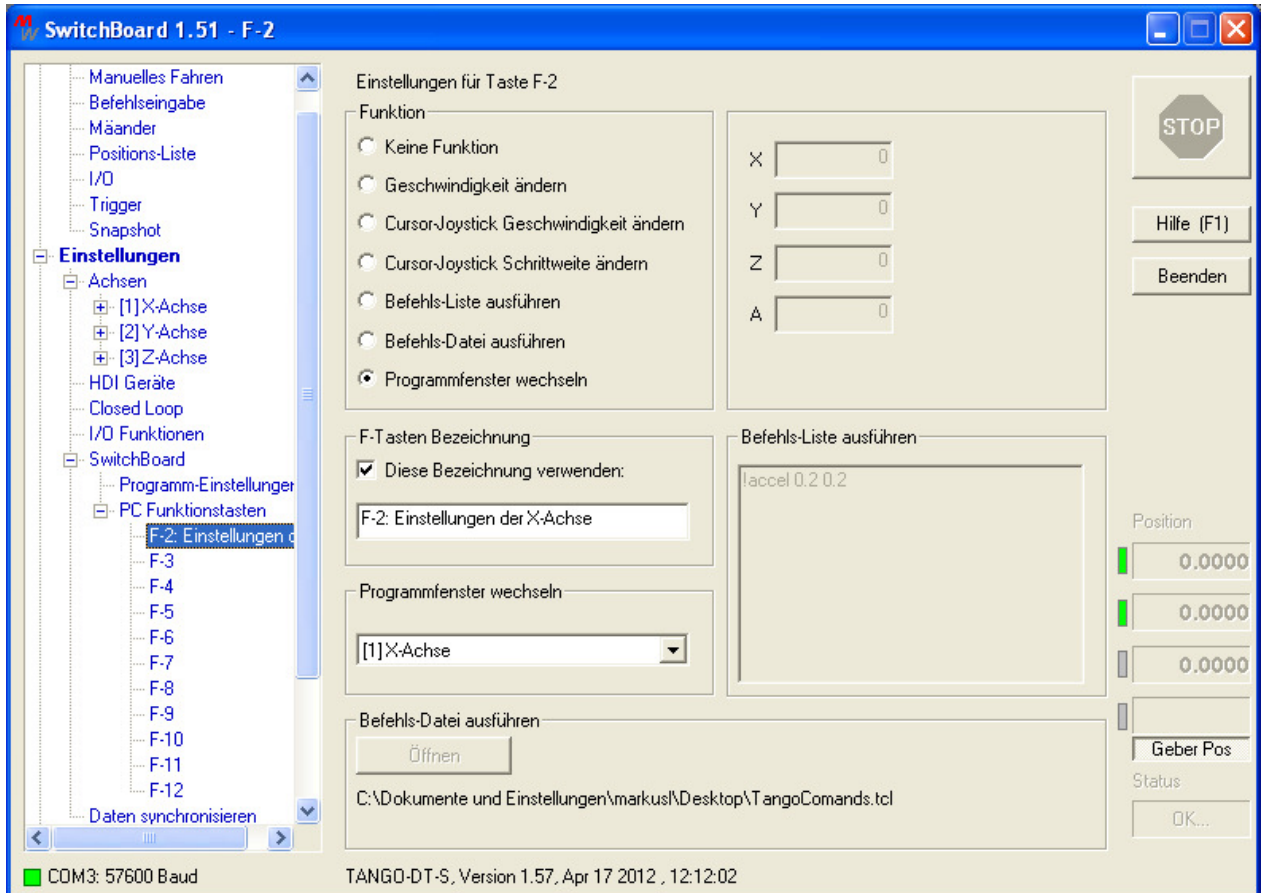 SwitchBoard 1.51 - F-2
Manuelles Fahren
Befehlseingabe
Mäander
Positions-Liste
I/O
Trigger
Snapshot
Einstellungen
Achsen
[1] X-Achse
[2] Y-Achse
[3] Z-Achse
HDI Geräte
Closed Loop
I/O Funktionen
SwitchBoard
Programm-Einstellunger
PC Funktionstasten
F-2: Einstellungen d
F-3
F-4
F-5
F-6
F-7
F-8
F-9
F-10
F-11
F-12
Daten synchronisieren
Einstellungen für Taste F-2
Funktion
Keine Funktion
Geschwindigkeit ändern
Cursor-Joystick Geschwindigkeit ändern
Cursor-Joystick Schrittweite ändern
Befehls-Liste ausführen
Befehls-Datei ausführen
Programmfenster wechseln
X 0
Y 0
Z 0
A 0
F-Tasten Bezeichnung
Diese Bezeichnung verwenden:
F-2: Einstellungen der X-Achse
Programmfenster wechseln
[1] X-Achse
Befehls-Liste ausführen
!accel 0.2 0.2
Befehls-Datei ausführen
Öffnen
C:\Dokumente und Einstellungen\markusl\Desktop\TangoComands.tcl
STOP
Hilfe (F1)
Beenden
Position
0.0000
0.0000
0.0000
Geber Pos
Status
OK...
COM3: 57600 Baud
TANGO-DT-S, Version 1.57, Apr 17 2012 , 12:12:02